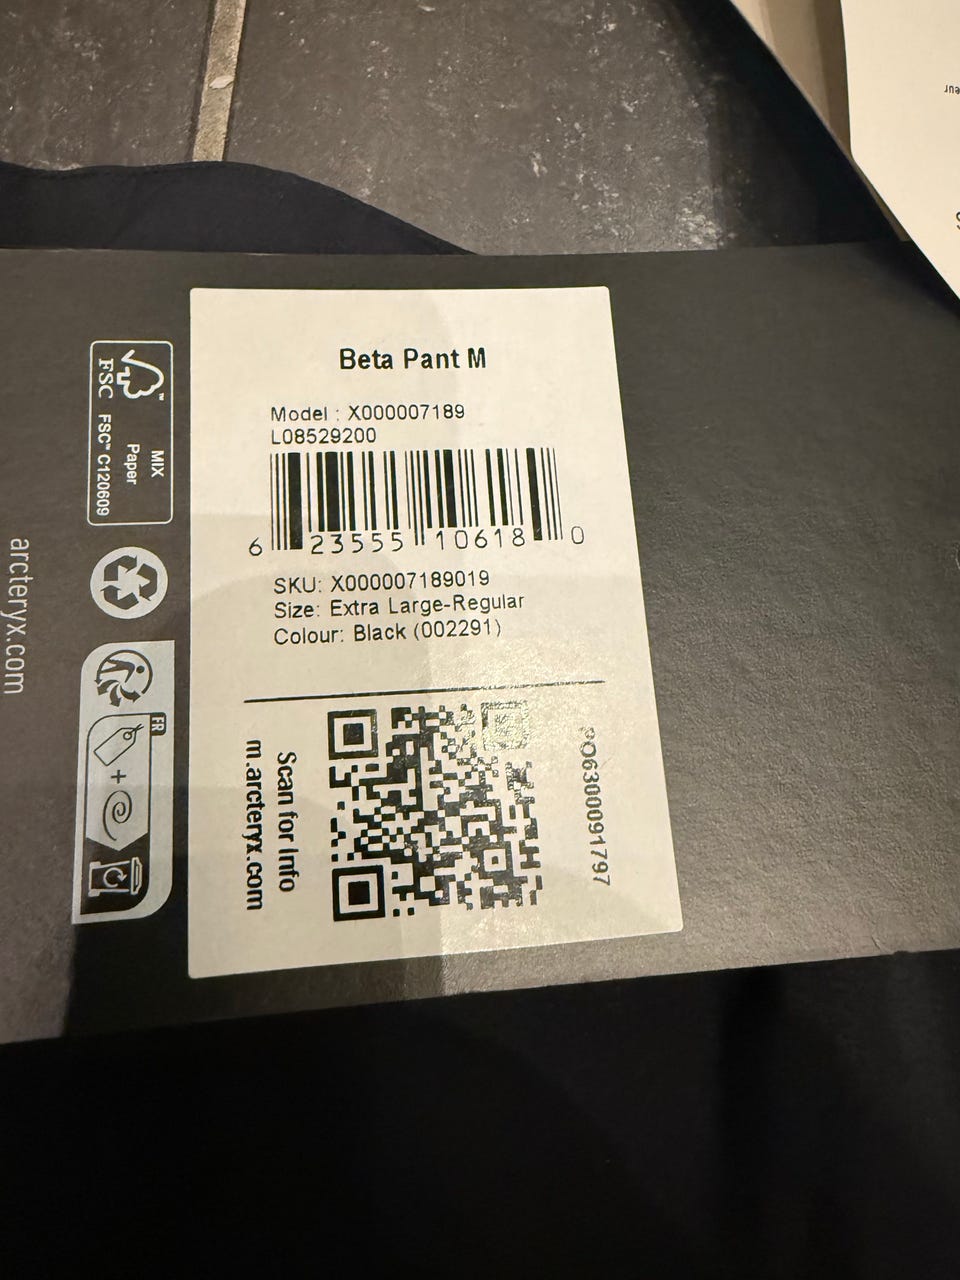 Beta Pant M
Model : X000007189
L08529200
6 23555 10618 0
SKU: X000007189019
Size: Extra Large-Regular
Colour: Black (002291)
Scan for Info
m.arcteryx.com
PO6300091797
FSC
MIX
Paper
FSC™ C120609
FR
arcteryx.com